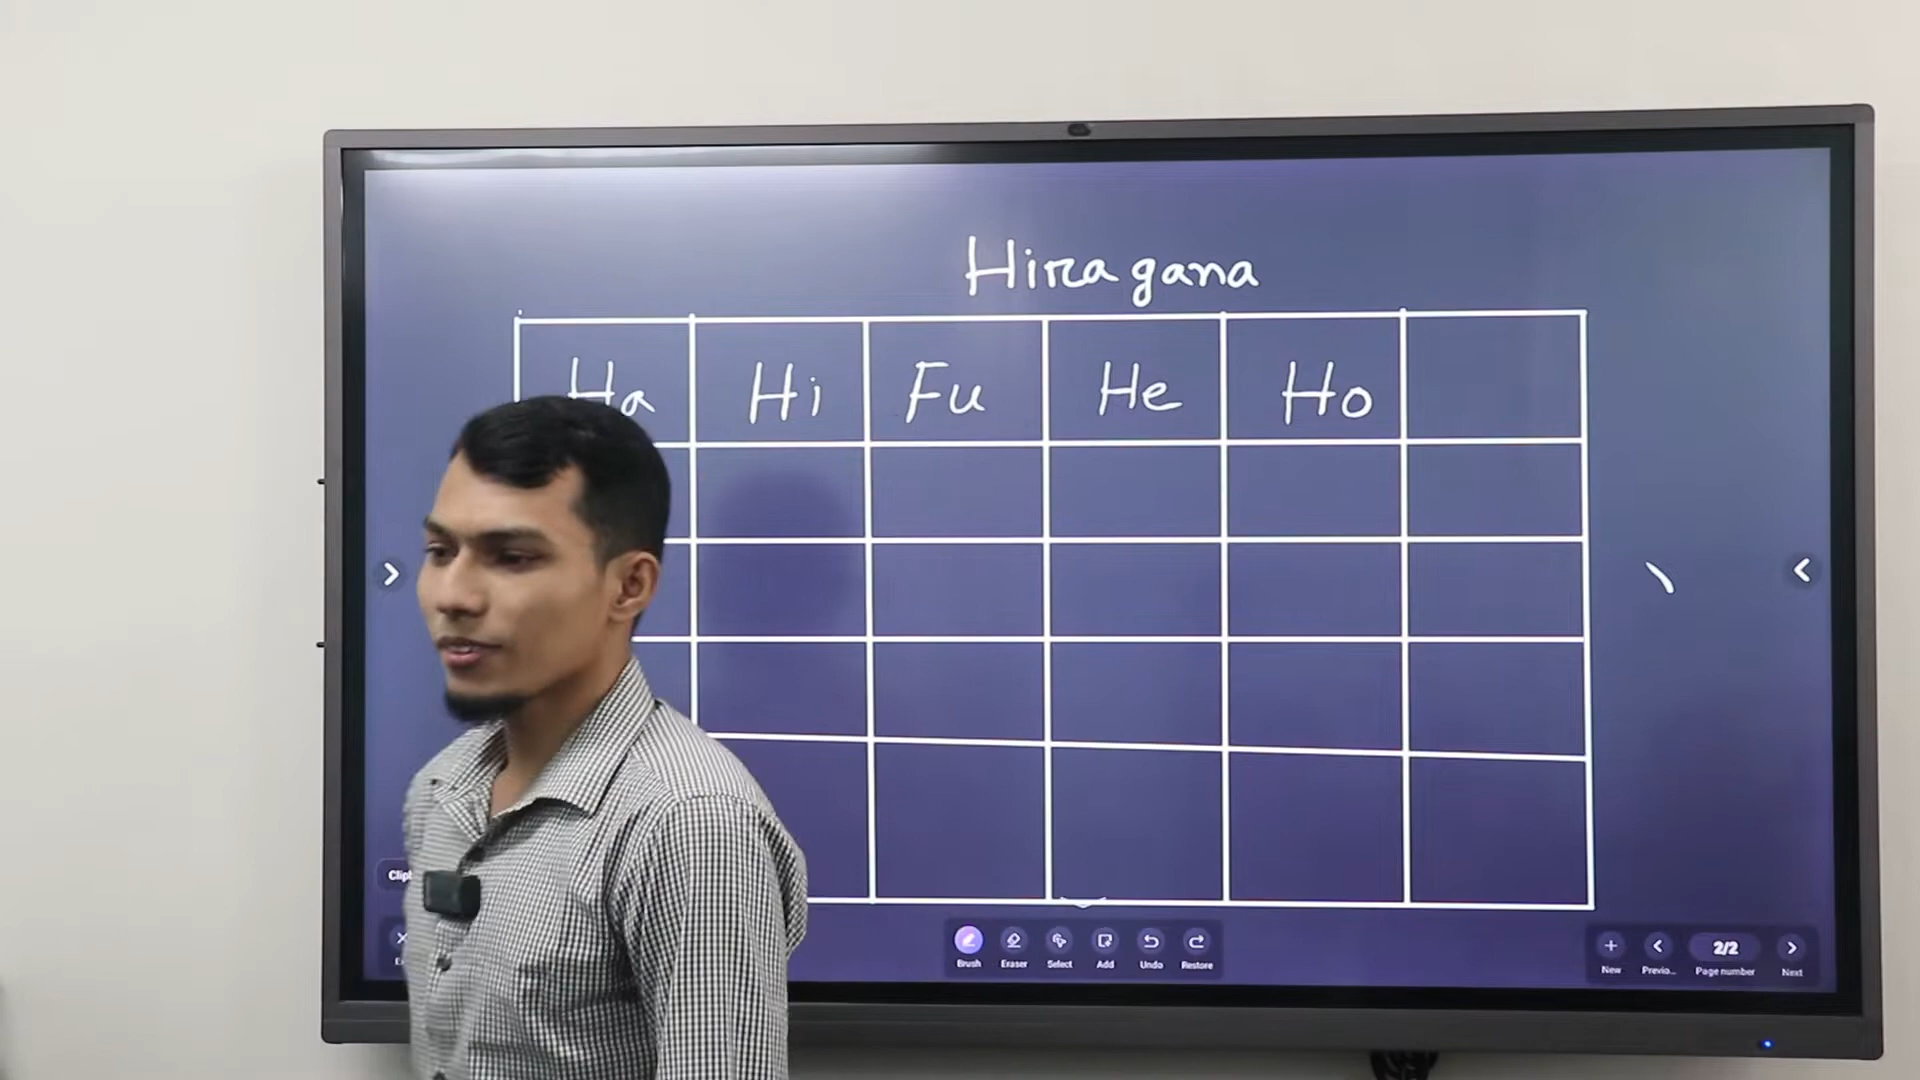 Hiragana
Ha Hi Fu He Ho
Brush Eraser Select Add Undo Restore
New Previo... 2/2 Page number Next